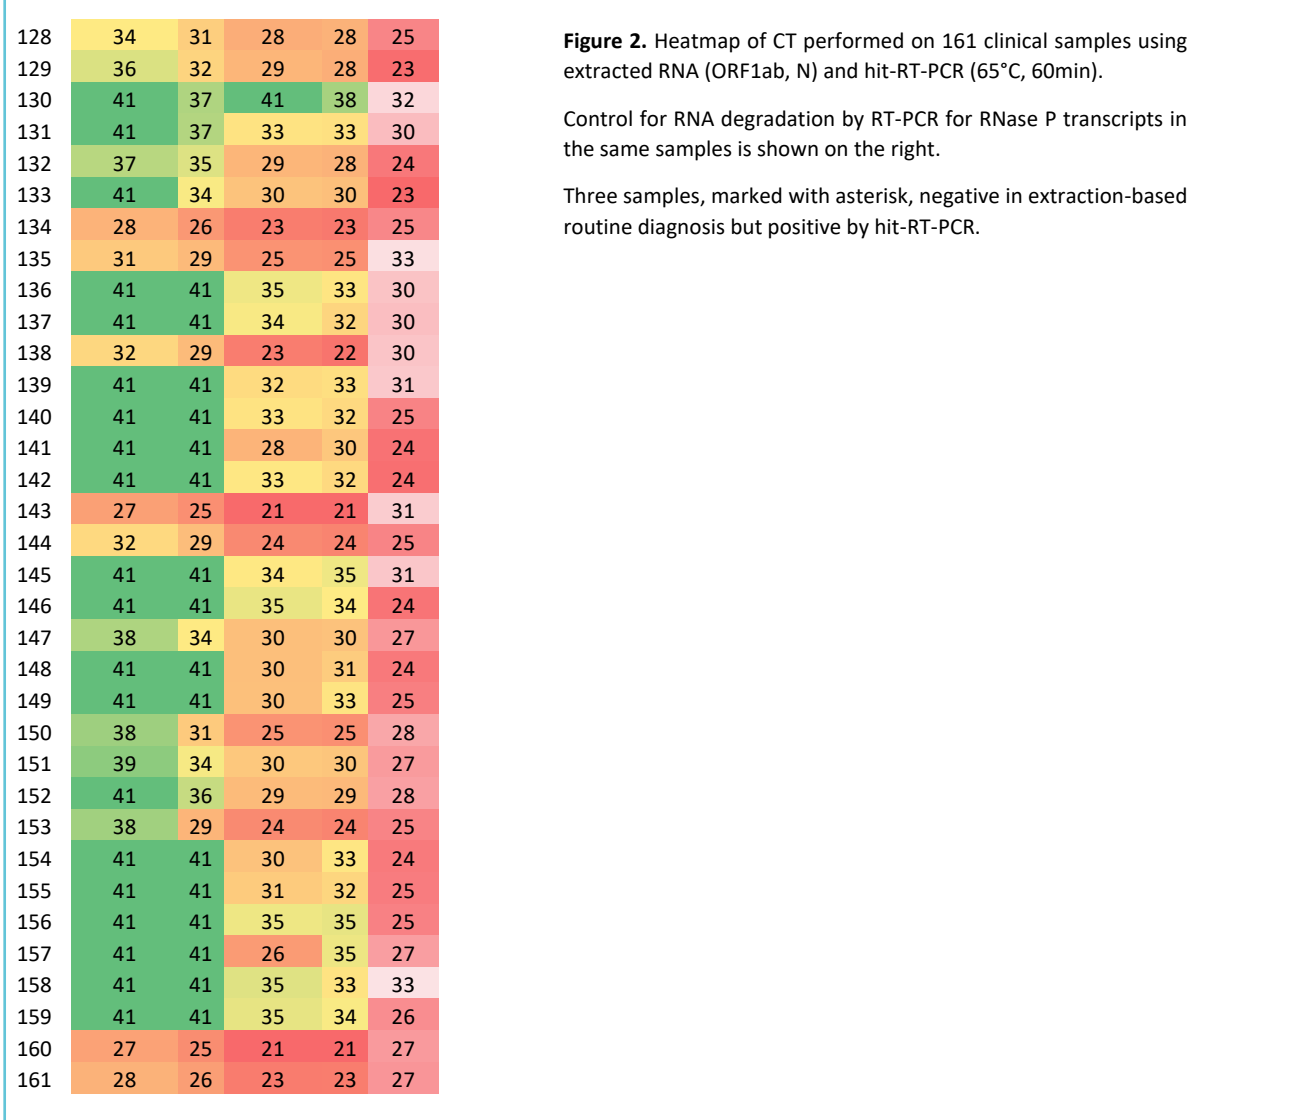 128 34 31 28 28 25
129 36 32 29 28 23
130 41 37 41 38 32
131 41 37 33 33 30
132 37 35 29 28 24
133 41 34 30 30 23
134 28 26 23 23 25
135 31 29 25 25 33
136 41 41 35 33 30
137 41 41 34 32 30
138 32 29 23 22 30
139 41 41 32 33 31
140 41 41 33 32 25
141 41 41 28 30 24
142 41 41 33 32 24
143 27 25 21 21 31
144 32 29 24 24 25
145 41 41 34 35 31
146 41 41 35 34 24
147 38 34 30 30 27
148 41 41 30 31 24
149 41 41 30 33 25
150 38 31 25 25 28
151 39 34 30 30 27
152 41 36 29 29 28
153 38 29 24 24 25
154 41 41 30 33 24
155 41 41 31 32 25
156 41 41 35 35 25
157 41 41 26 35 27
158 41 41 35 33 33
159 41 41 35 34 26
160 27 25 21 21 27
161 28 26 23 23 27
Figure 2. Heatmap of CT performed on 161 clinical samples using
extracted RNA (ORF1ab, N) and hit-RT-PCR (65°C, 60min).
Control for RNA degradation by RT-PCR for RNase P transcripts in
the same samples is shown on the right.
Three samples, marked with asterisk, negative in extraction-based
routine diagnosis but positive by hit-RT-PCR.